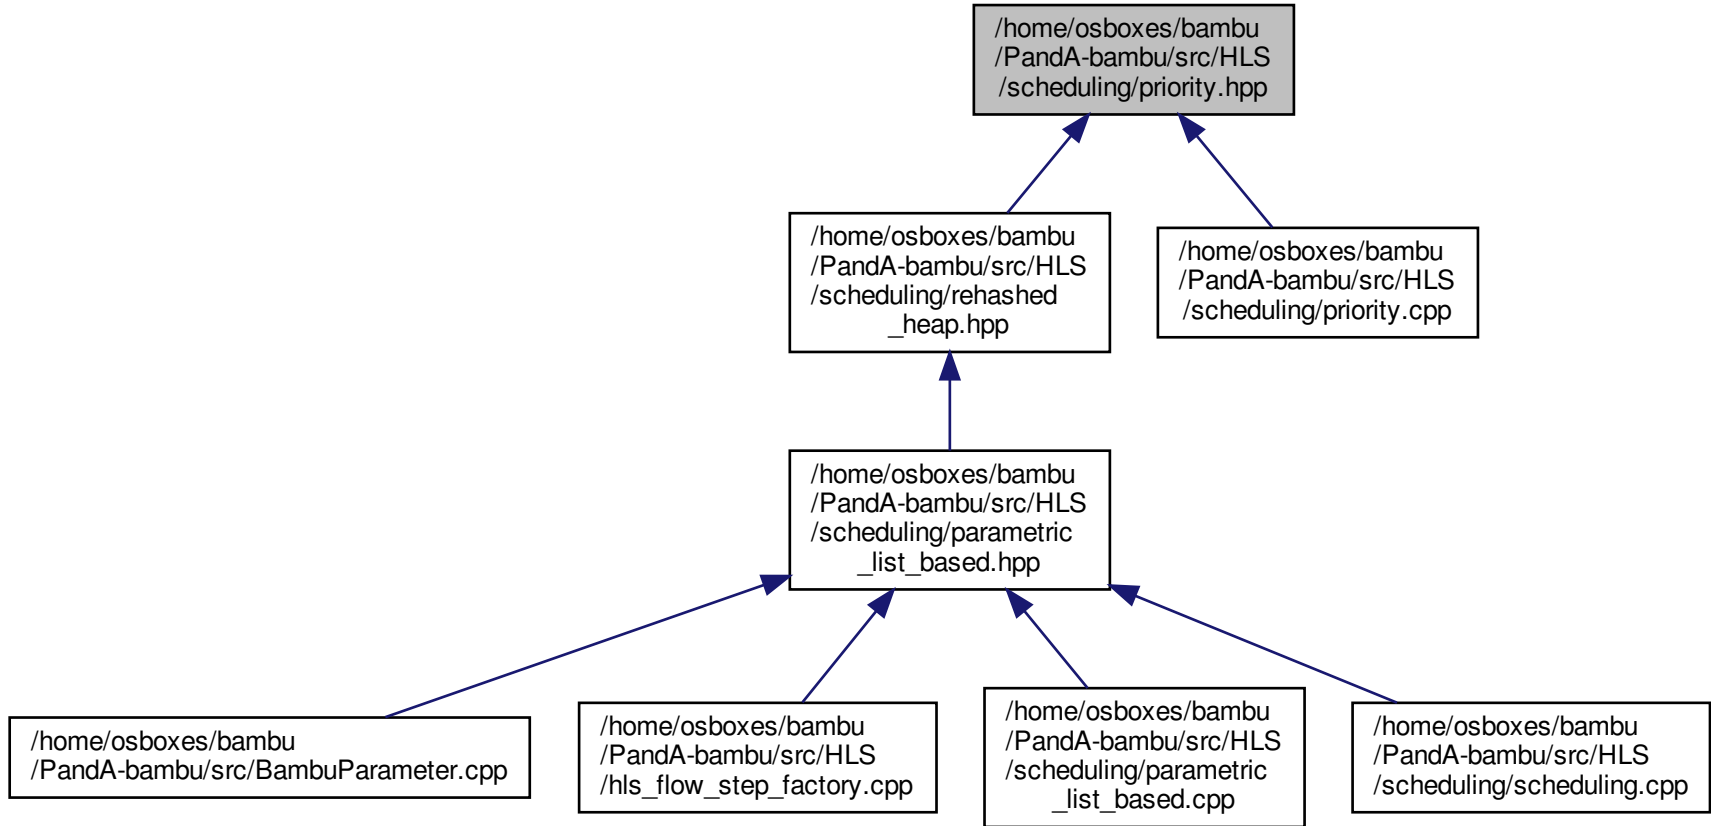 /home/osboxes/bambu
/PandA-bambu/src/HLS
/scheduling/priority.hpp
/home/osboxes/bambu
/PandA-bambu/src/HLS
/scheduling/rehashed
_heap.hpp
/home/osboxes/bambu
/PandA-bambu/src/HLS
/scheduling/priority.cpp
/home/osboxes/bambu
/PandA-bambu/src/HLS
/scheduling/parametric
_list_based.hpp
/home/osboxes/bambu
/PandA-bambu/src/BambuParameter.cpp
/home/osboxes/bambu
/PandA-bambu/src/HLS
/hls_flow_step_factory.cpp
/home/osboxes/bambu
/PandA-bambu/src/HLS
/scheduling/parametric
_list_based.cpp
/home/osboxes/bambu
/PandA-bambu/src/HLS
/scheduling/scheduling.cpp